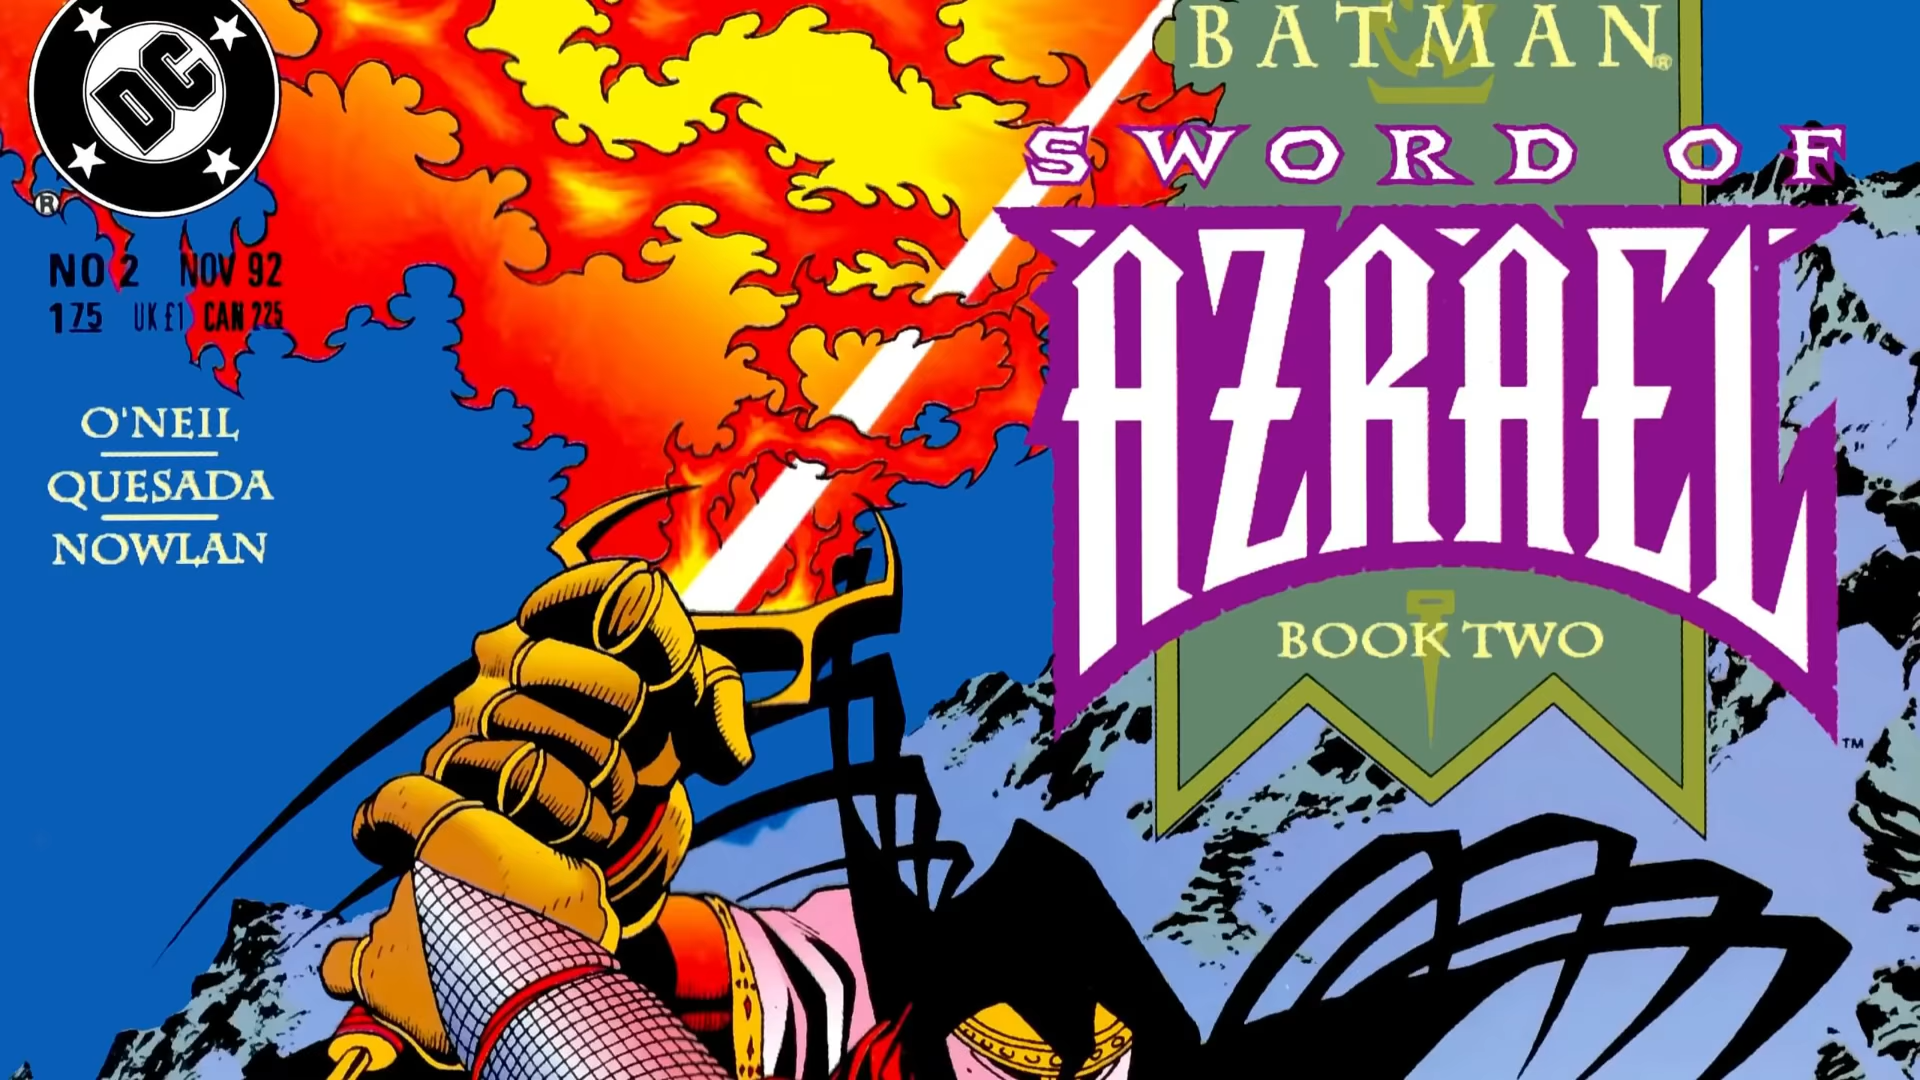 DC
®
NO 2 NOV 92
1 75 UK £1 CAN 2 25
O'NEIL
QUESADA
NOWLAN
BATMAN®
SWORD OF
AZRAEL
™
BOOK TWO